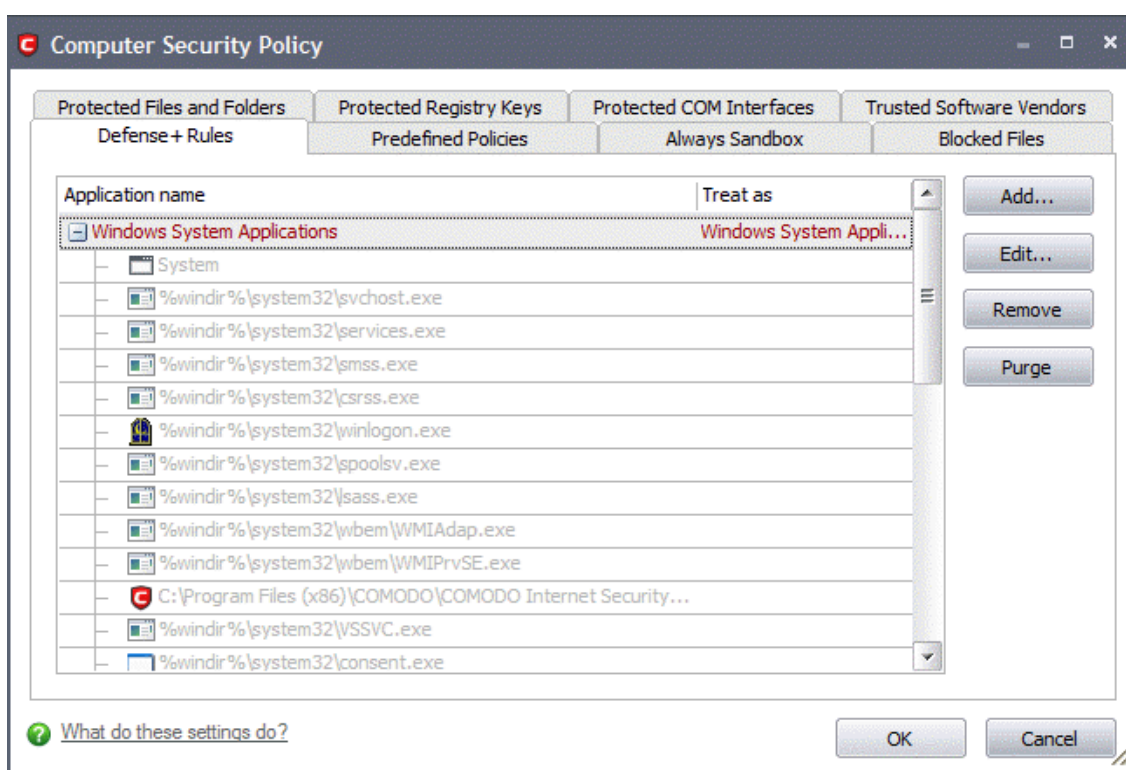 Computer Security Policy
Protected Files and Folders Protected Registry Keys Protected COM Interfaces Trusted Software Vendors
Defense+ Rules Predefined Policies Always Sandbox Blocked Files
Application name Treat as
Add...
Windows System Applications Windows System Appli...
System
Edit...
%windir%\system32\svchost.exe
Remove
%windir%\system32\services.exe
%windir%\system32\smss.exe
Purge
%windir%\system32\csrss.exe
%windir%\system32\winlogon.exe
%windir%\system32\spoolsv.exe
%windir%\system32\lsass.exe
%windir%\system32\wbem\WMIAdap.exe
%windir%\system32\wbem\WMIPrvSE.exe
C:\Program Files (x86)\COMODO\COMODO Internet Security...
%windir%\system32\VSSVC.exe
%windir%\system32\consent.exe
What do these settings do?
OK Cancel